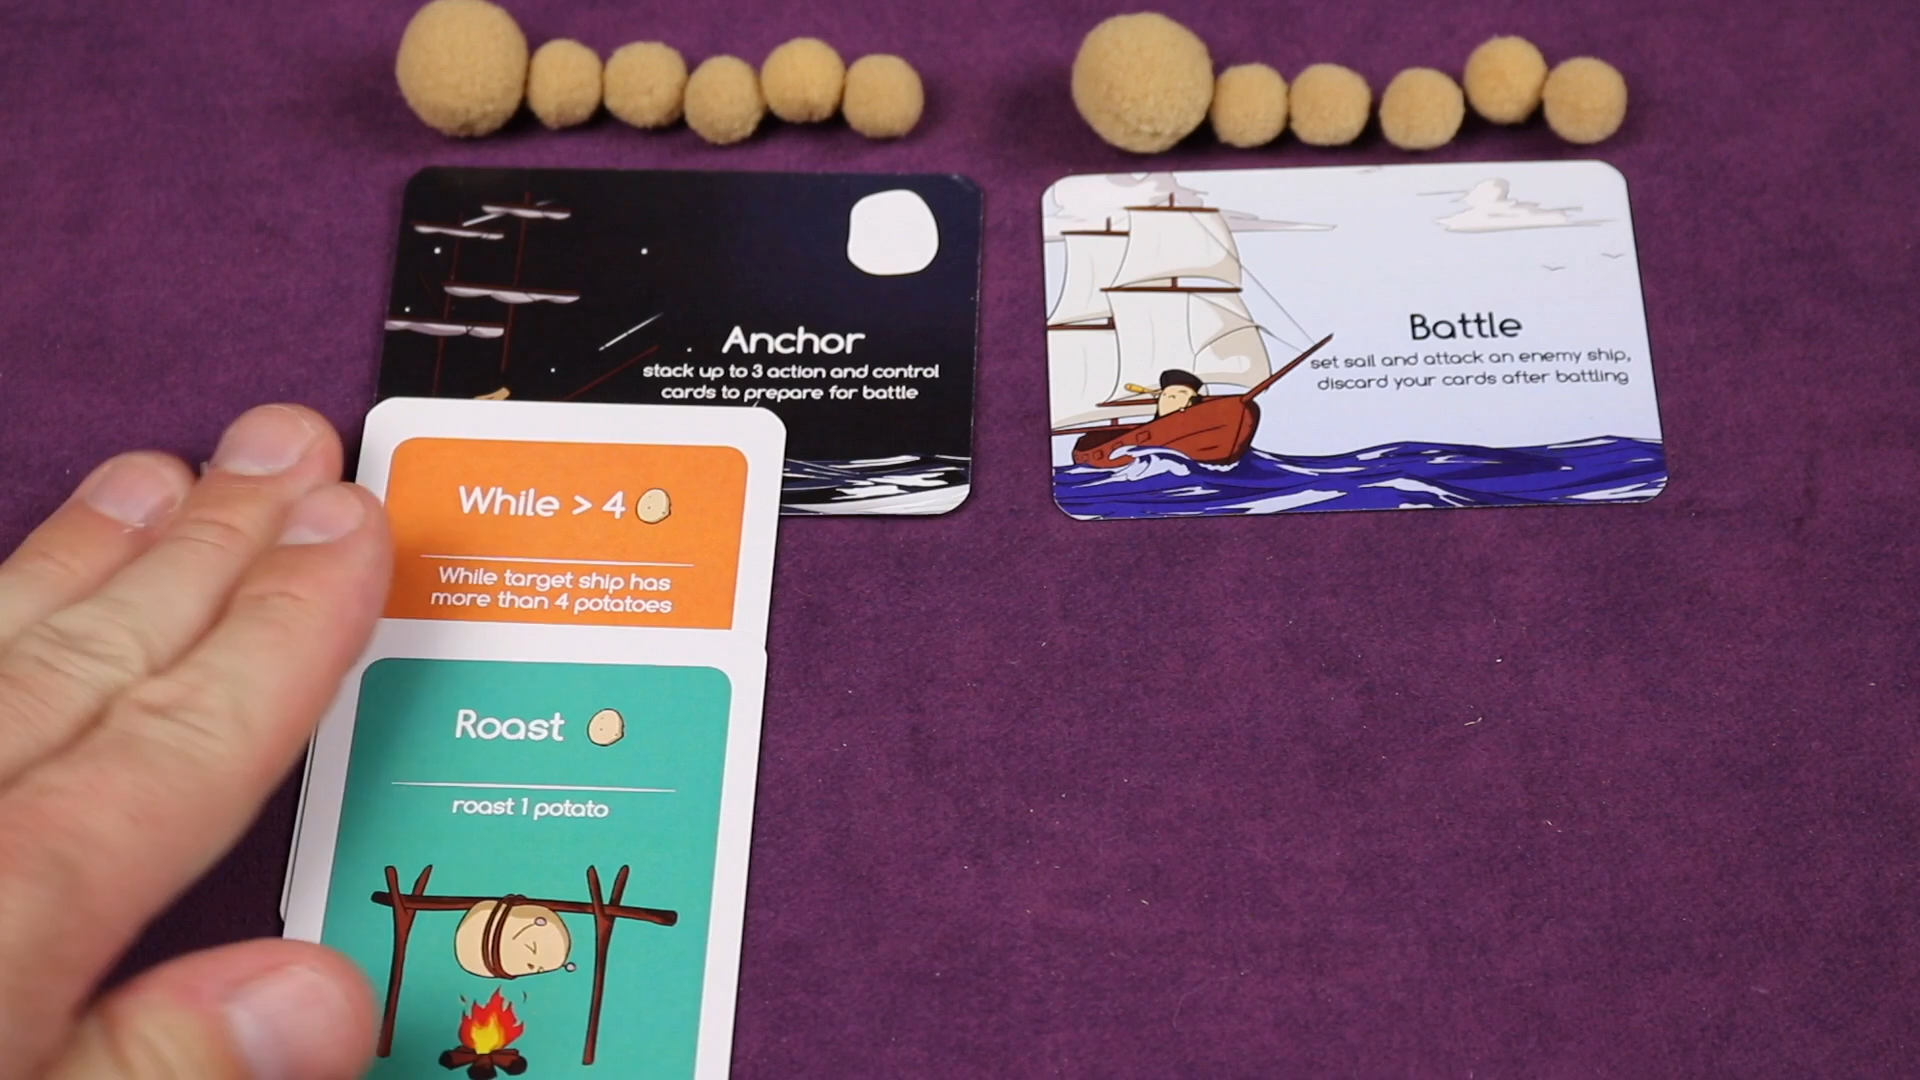 Anchor
stack up to 3 action and control
cards to prepare for battle
Battle
set sail and attack an enemy ship,
discard your cards after battling
While > 4
While target ship has
more than 4 potatoes
Roast
roast 1 potato